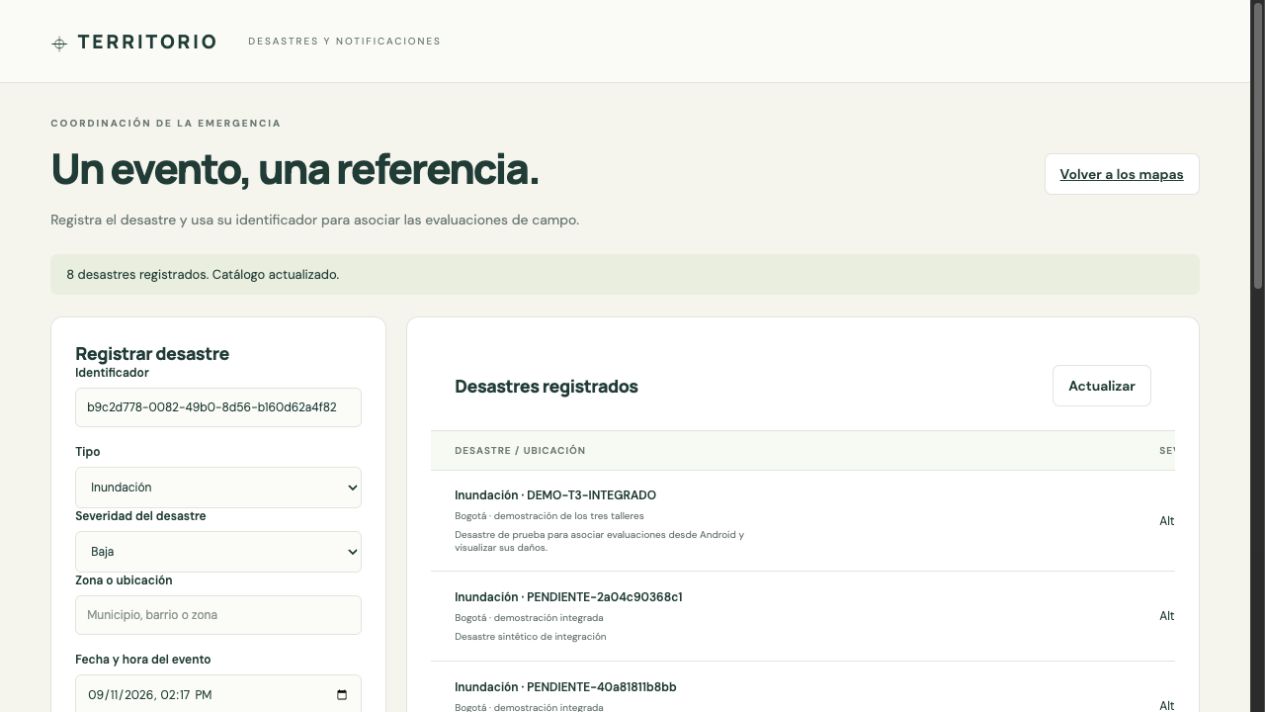 TERRITORIO
DESASTRES Y NOTIFICACIONES
COORDINACIÓN DE LA EMERGENCIA
Un evento, una referencia.
Volver a los mapas
Registra el desastre y usa su identificador para asociar las evaluaciones de campo.
8 desastres registrados. Catálogo actualizado.
Registrar desastre
Identificador
b9c2d778-0082-49b0-8d56-b160d62a4f82
Tipo
Inundación
Severidad del desastre
Baja
Zona o ubicación
Municipio, barrio o zona
Fecha y hora del evento
09/11/2026, 02:17 PM
Desastres registrados
Actualizar
DESASTRE / UBICACIÓN
Inundación · DEMO-T3-INTEGRADO
Bogotá · demostración de los tres talleres
Desastre de prueba para asociar evaluaciones desde Android y
visualizar sus daños.
Alt
Inundación · PENDIENTE-2a04c90368c1
Bogotá · demostración integrada
Desastre sintético de integración
Alt
Inundación · PENDIENTE-40a81811b8bb
Bogotá · demostración integrada
Alt